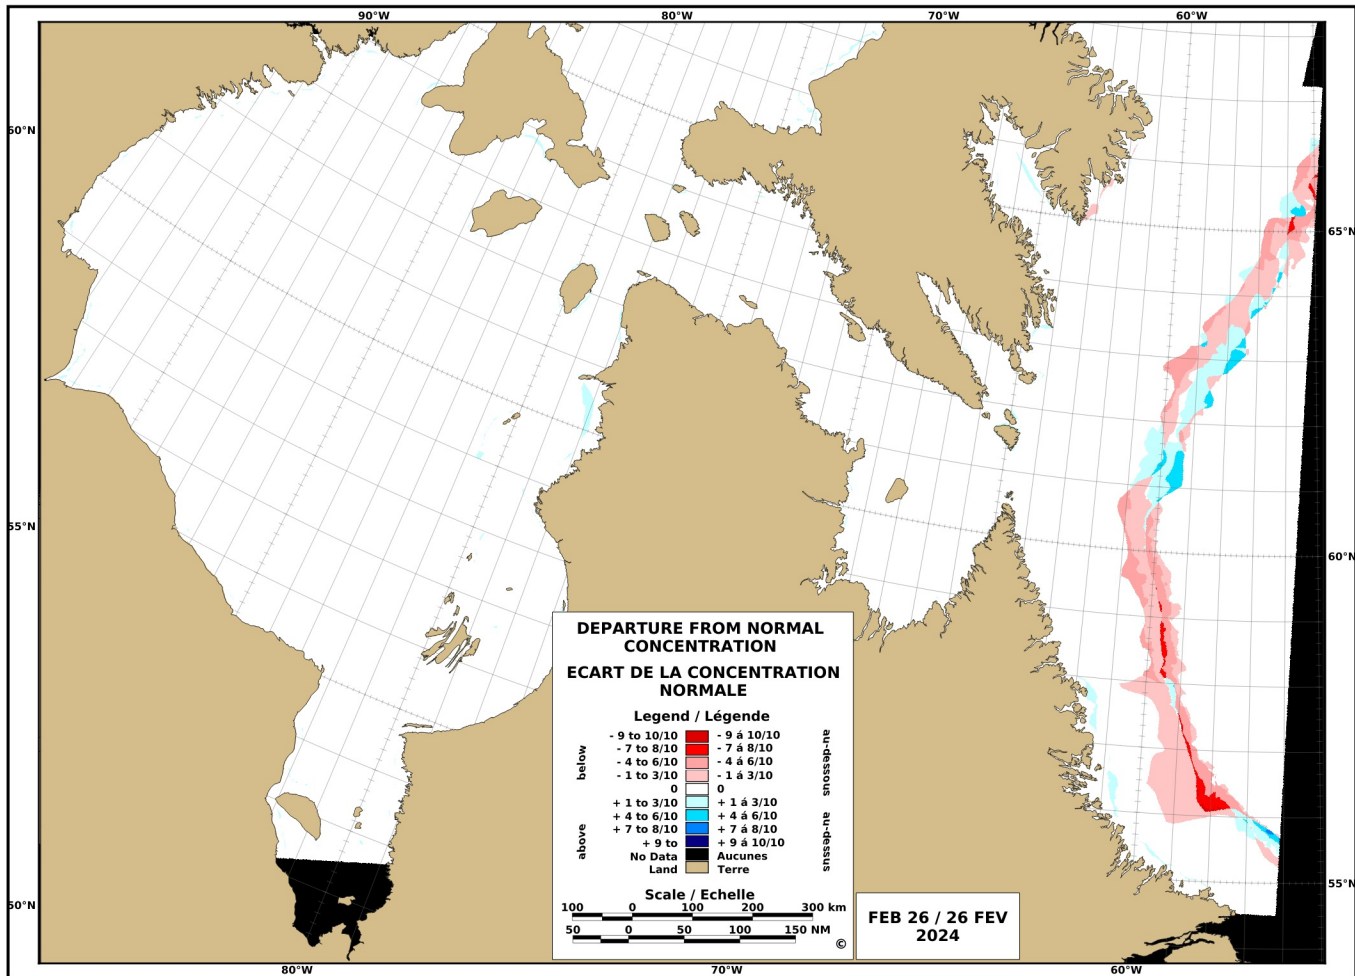 90°W
80°W
70°W
60°W
60°N
65°N
55°N
60°N
50°N
55°N
80°W
70°W
60°W
DEPARTURE FROM NORMAL
CONCENTRATION
ECART DE LA CONCENTRATION
NORMALE
Legend / Légende
below
above
- 9 to 10/10 - 9 á 10/10
- 7 to 8/10 - 7 á 8/10
- 4 to 6/10 - 4 á 6/10
- 1 to 3/10 - 1 á 3/10
0 0
+ 1 to 3/10 + 1 á 3/10
+ 4 to 6/10 + 4 á 6/10
+ 7 to 8/10 + 7 á 8/10
+ 9 to + 9 á 10/10
No Data Aucunes
Land Terre
au-dessous
au-dessus
Scale / Echelle
100 0 100 200 300 km
50 0 50 100 150 NM
©
FEB 26 / 26 FEV
2024